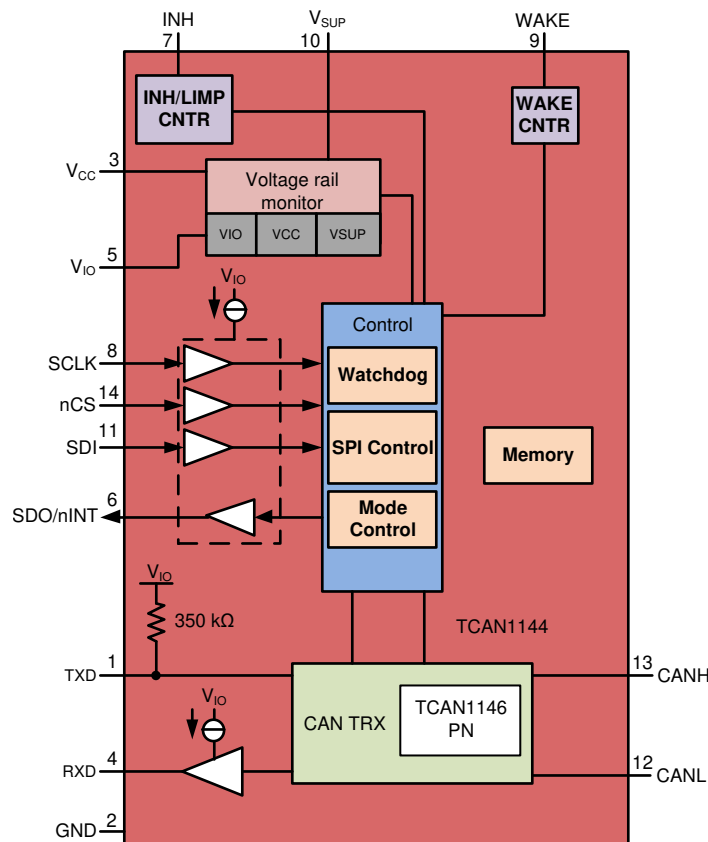 INH
7
VSUP
10
WAKE
9
INH/LIMP
CNTR
WAKE
CNTR
VCC
3
Voltage rail
monitor
VIO
VCC
VSUP
5
VIO
VIO
Control
SCLK
8
Watchdog
nCS
14
SDI
11
SPI Control
Memory
SDO/nINT
6
Mode
Control
VIO
350 kΩ
TCAN1144
TXD
1
13
CANH
VIO
CAN TRX
TCAN1146
PN
RXD
4
12
CANL
GND
2